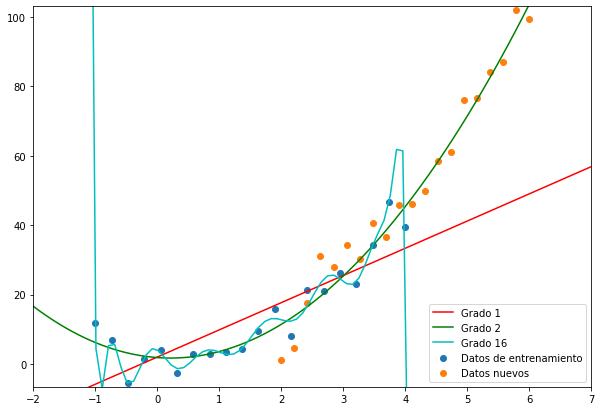 100
80
60
40
20
0
-2 -1 0 1 2 3 4 5 6 7
Grado 1
Grado 2
Grado 16
Datos de entrenamiento
Datos nuevos